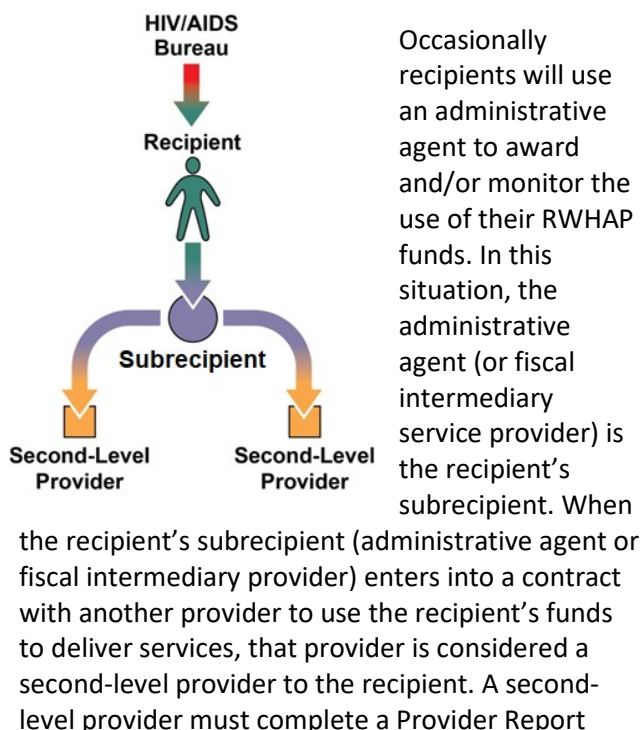 HIV/AIDS
Bureau
Recipient
Subrecipient
Second-Level
Provider
Second-Level
Provider
Occasionally
recipients will use
an administrative
agent to award
and/or monitor the
use of their RWHAP
funds. In this
situation, the
administrative
agent (or fiscal
intermediary
service provider) is
the recipient’s
subrecipient. When
the recipient’s subrecipient (administrative agent or
fiscal intermediary provider) enters into a contract
with another provider to use the recipient’s funds
to deliver services, that provider is considered a
second-level provider to the recipient. A second-
level provider must complete a Provider Report